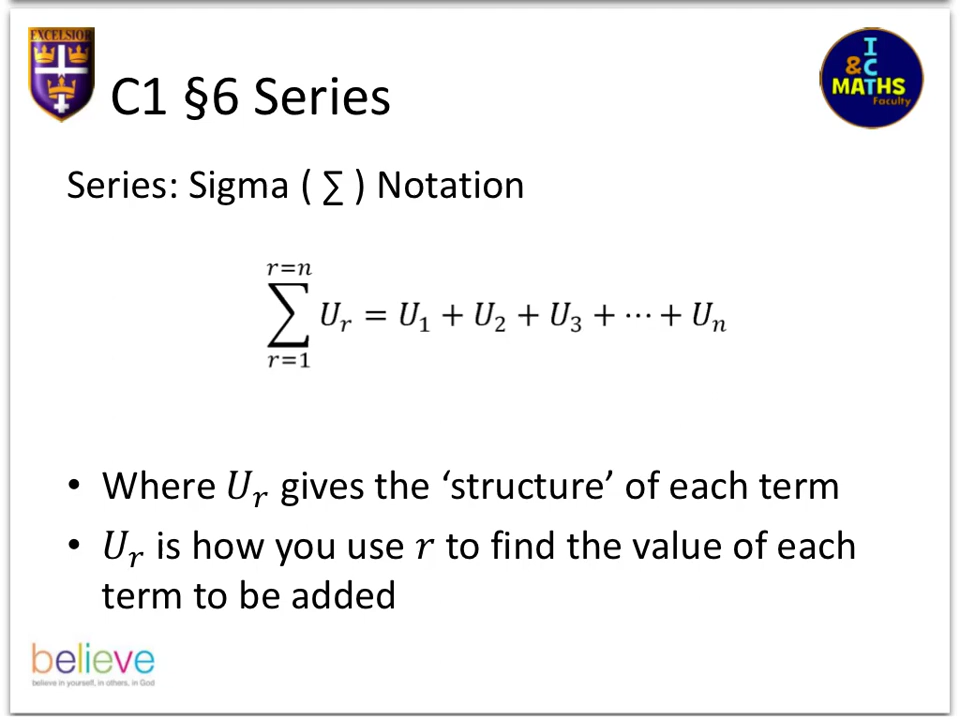 EXCELSIOR
C1 §6 Series
I
&
C
MATHS
Faculty
Series: Sigma ( ∑ ) Notation
r=n
∑ U_r = U_1 + U_2 + U_3 + ⋯ + U_n
r=1
• Where U_r gives the ‘structure’ of each term
• U_r is how you use r to find the value of each
term to be added
believe
believe in yourself, in others, in God